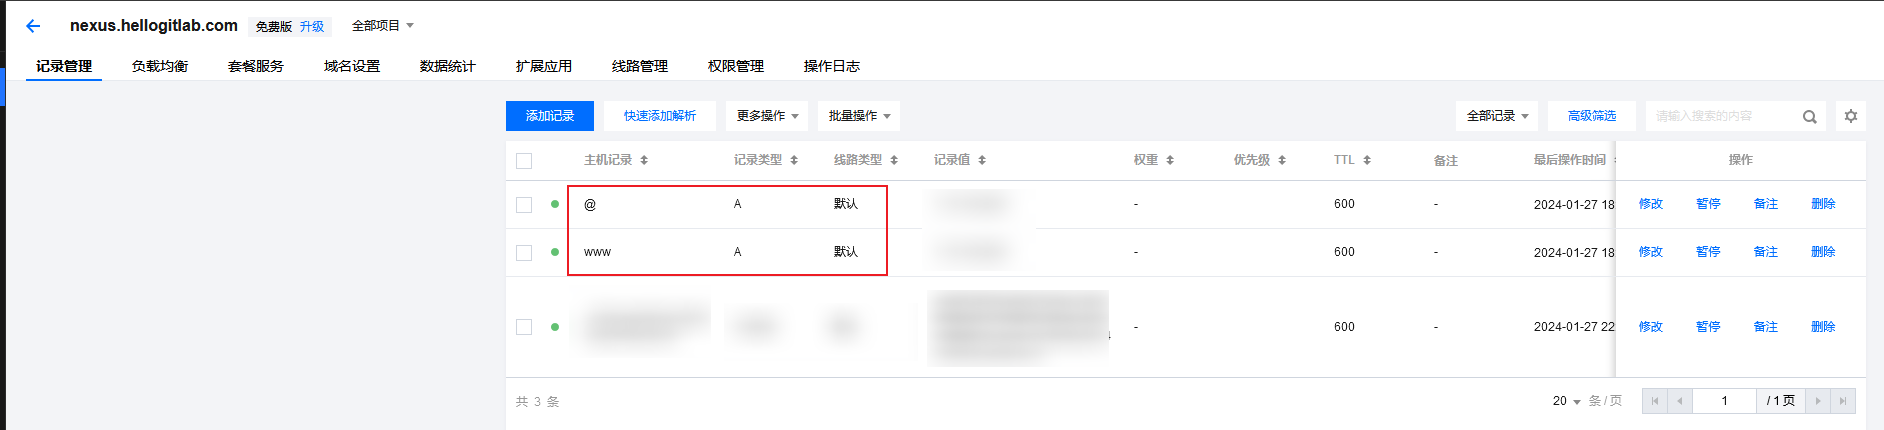 nexus.hellogitlab.com 免费版 升级 全部项目
记录管理 负载均衡 套餐服务 域名设置 数据统计 扩展应用 线路管理 权限管理 操作日志
添加记录 快速添加解析 更多操作 批量操作 全部记录 高级筛选 请输入搜索的内容
主机记录 记录类型 线路类型 记录值 权重 优先级 TTL 备注 最后操作时间 操作
@ A 默认 - 600 - 2024-01-27 18 修改 暂停 备注 删除
www A 默认 - 600 - 2024-01-27 18 修改 暂停 备注 删除
- 600 - 2024-01-27 22 修改 暂停 备注 删除
共 3 条 20 条 / 页 1 / 1 页